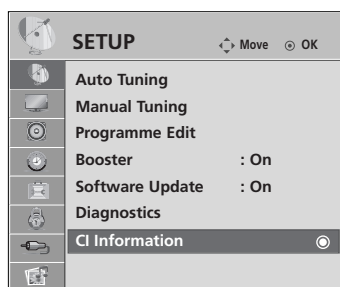 SETUP Move OK
Auto Tuning
Manual Tuning
Programme Edit
Booster : On
Software Update : On
Diagnostics
CI Information